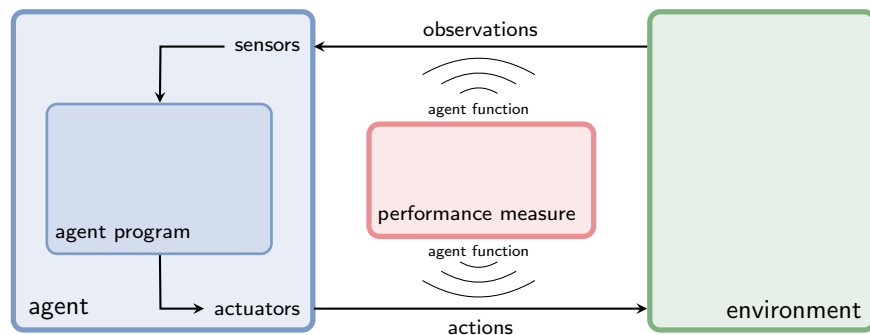 observations
sensors
agent function
performance measure
agent program
agent function
agent
actuators
environment
actions